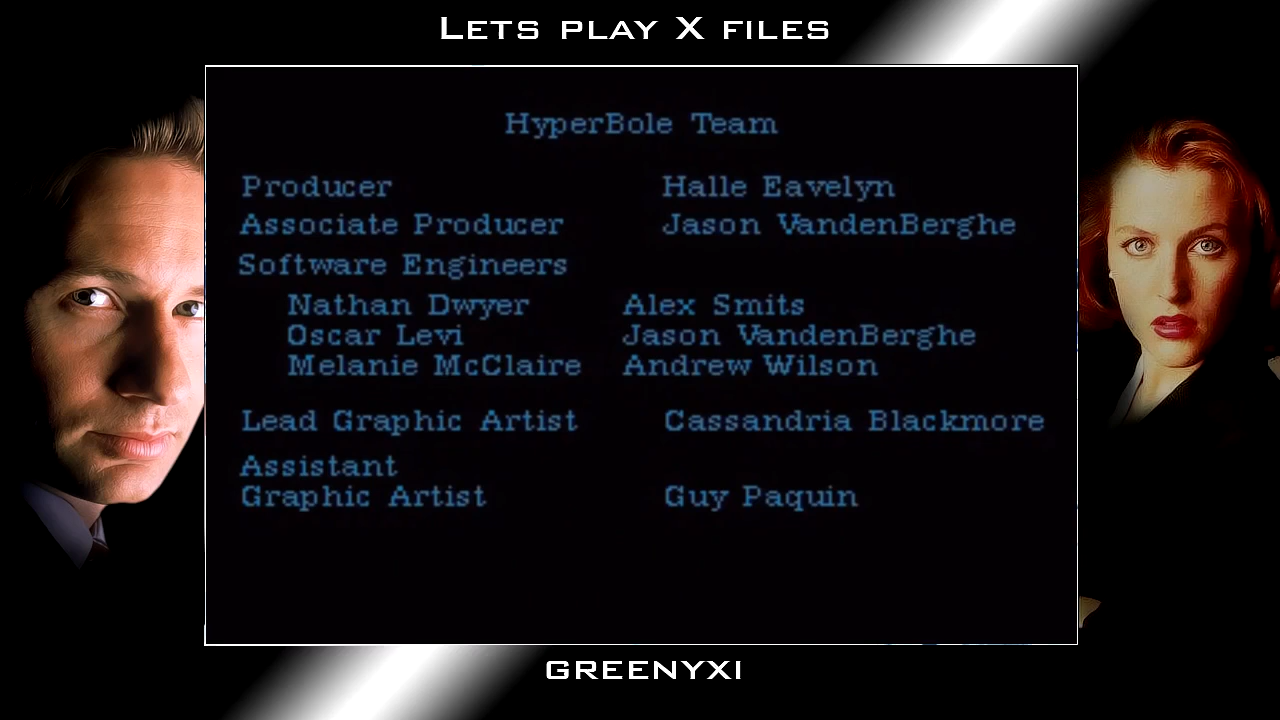 Lets play X files
HyperBole Team
Producer Halle Eavelyn
Associate Producer Jason VandenBerghe
Software Engineers
Nathan Dwyer Alex Smits
Oscar Levi Jason VandenBerghe
Melanie McClaire Andrew Wilson
Lead Graphic Artist Cassandria Blackmore
Assistant
Graphic Artist Guy Paquin
GREENYXI